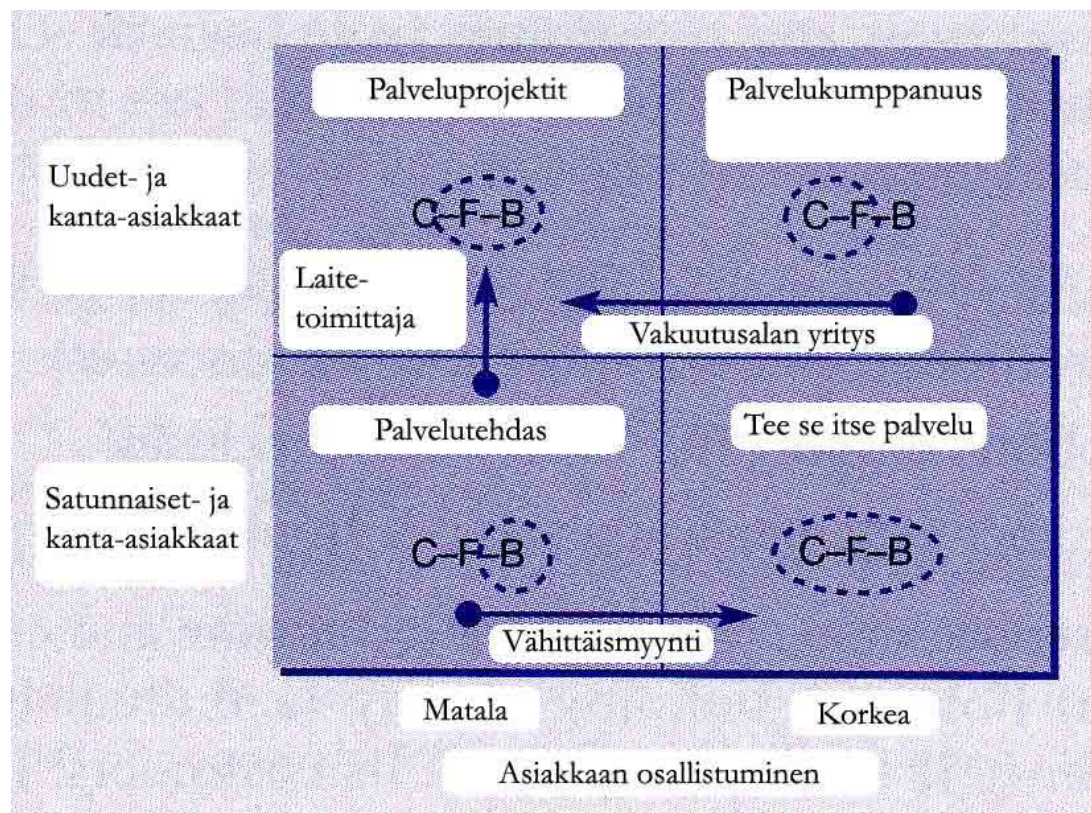 Palveluprojektit
Palvelukumppanuus
Uudet- ja
kanta-asiakkaat
C–F–B
C–F–B
Laite-
toimittaja
Vakuutusalan yritys
Palvelutehdas
Tee se itse palvelu
Satunnaiset- ja
kanta-asiakkaat
C–F–B
C–F–B
Vähittäismyynti
Matala
Korkea
Asiakkaan osallistuminen